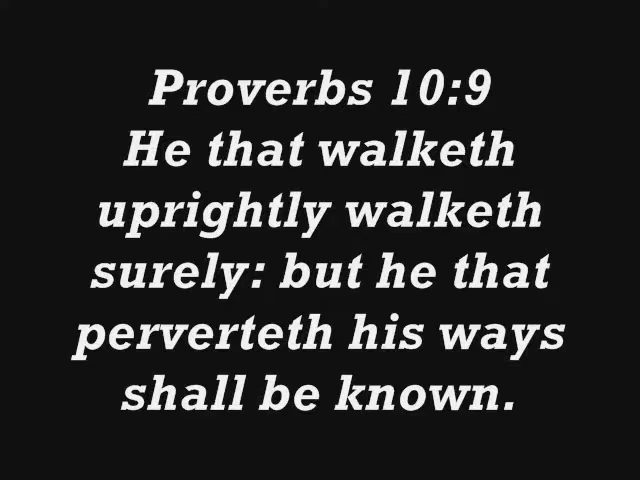 Proverbs 10:9
He that walketh
uprightly walketh
surely: but he that
perverteth his ways
shall be known.